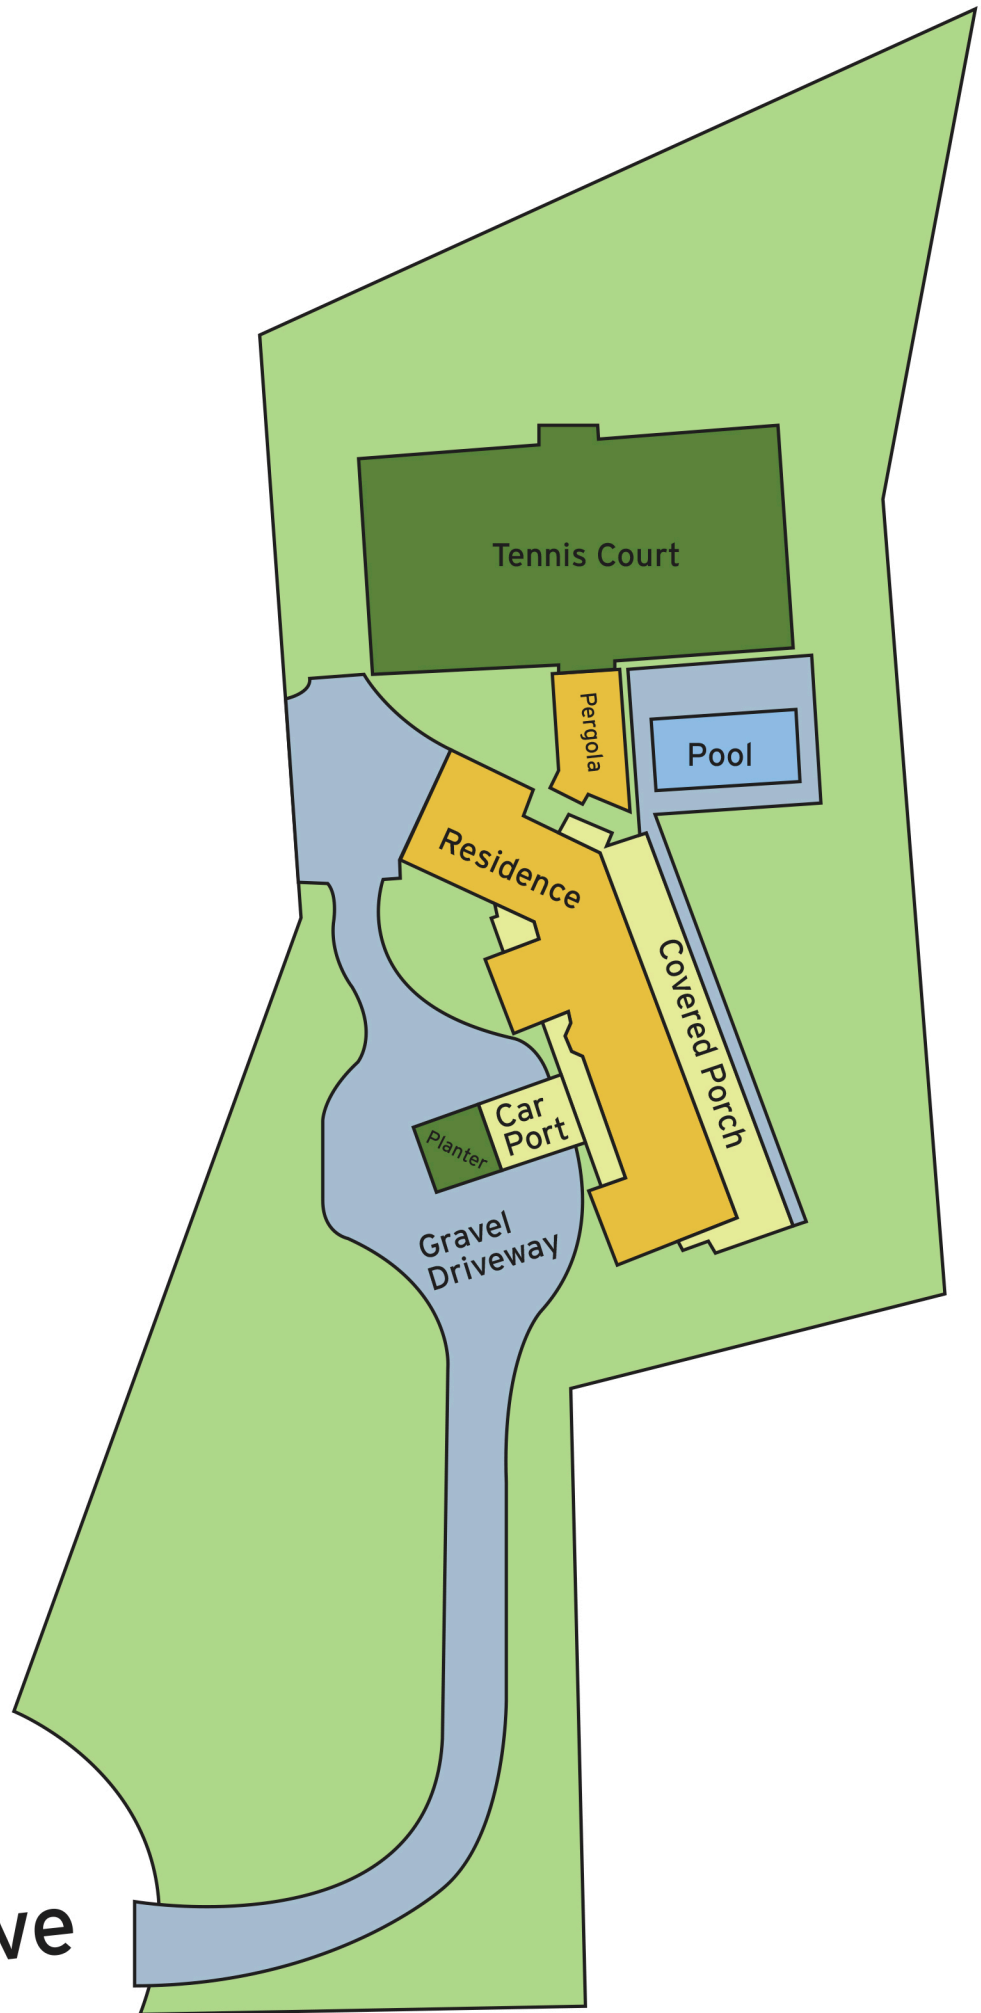 Tennis Court
Pergola
Pool
Residence
Covered Porch
Car
Port
Planter
Gravel
Driveway
ve